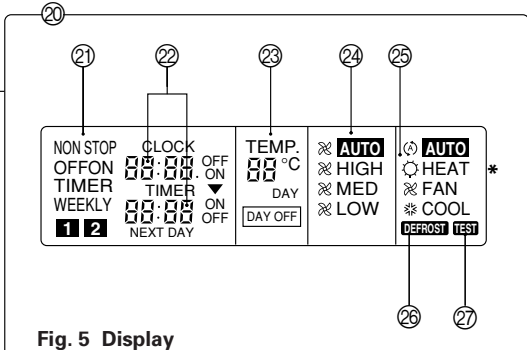 ⑳
㉑ ㉒ ㉓ ㉔ ㉕
NON STOP
OFFON
TIMER
WEEKLY
1 2
CLOCK
88:88. OFF ON
TIMER ▼
88:88 ON OFF
NEXT DAY
TEMP.
88 °C
DAY
DAY OFF
AUTO
HIGH
MED
LOW
Ⓐ AUTO
HEAT *
FAN
COOL
DEFROST TEST
㉖ ㉗
Fig. 5 Display